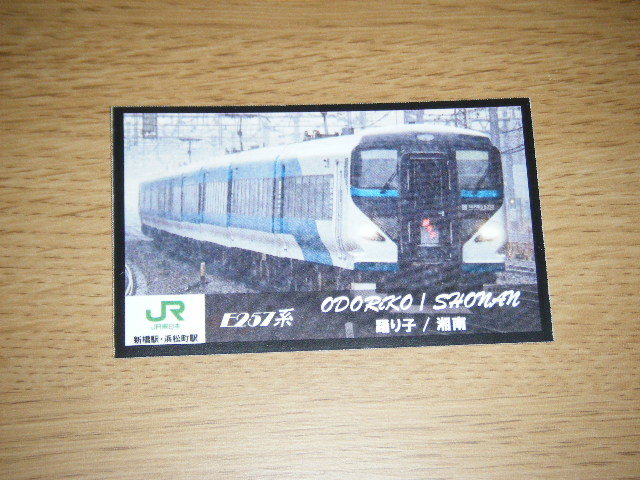 JR
JR東日本
新橋駅・浜松町駅
E257系
ODORIKO / SHONAN
踊り子 / 湘南